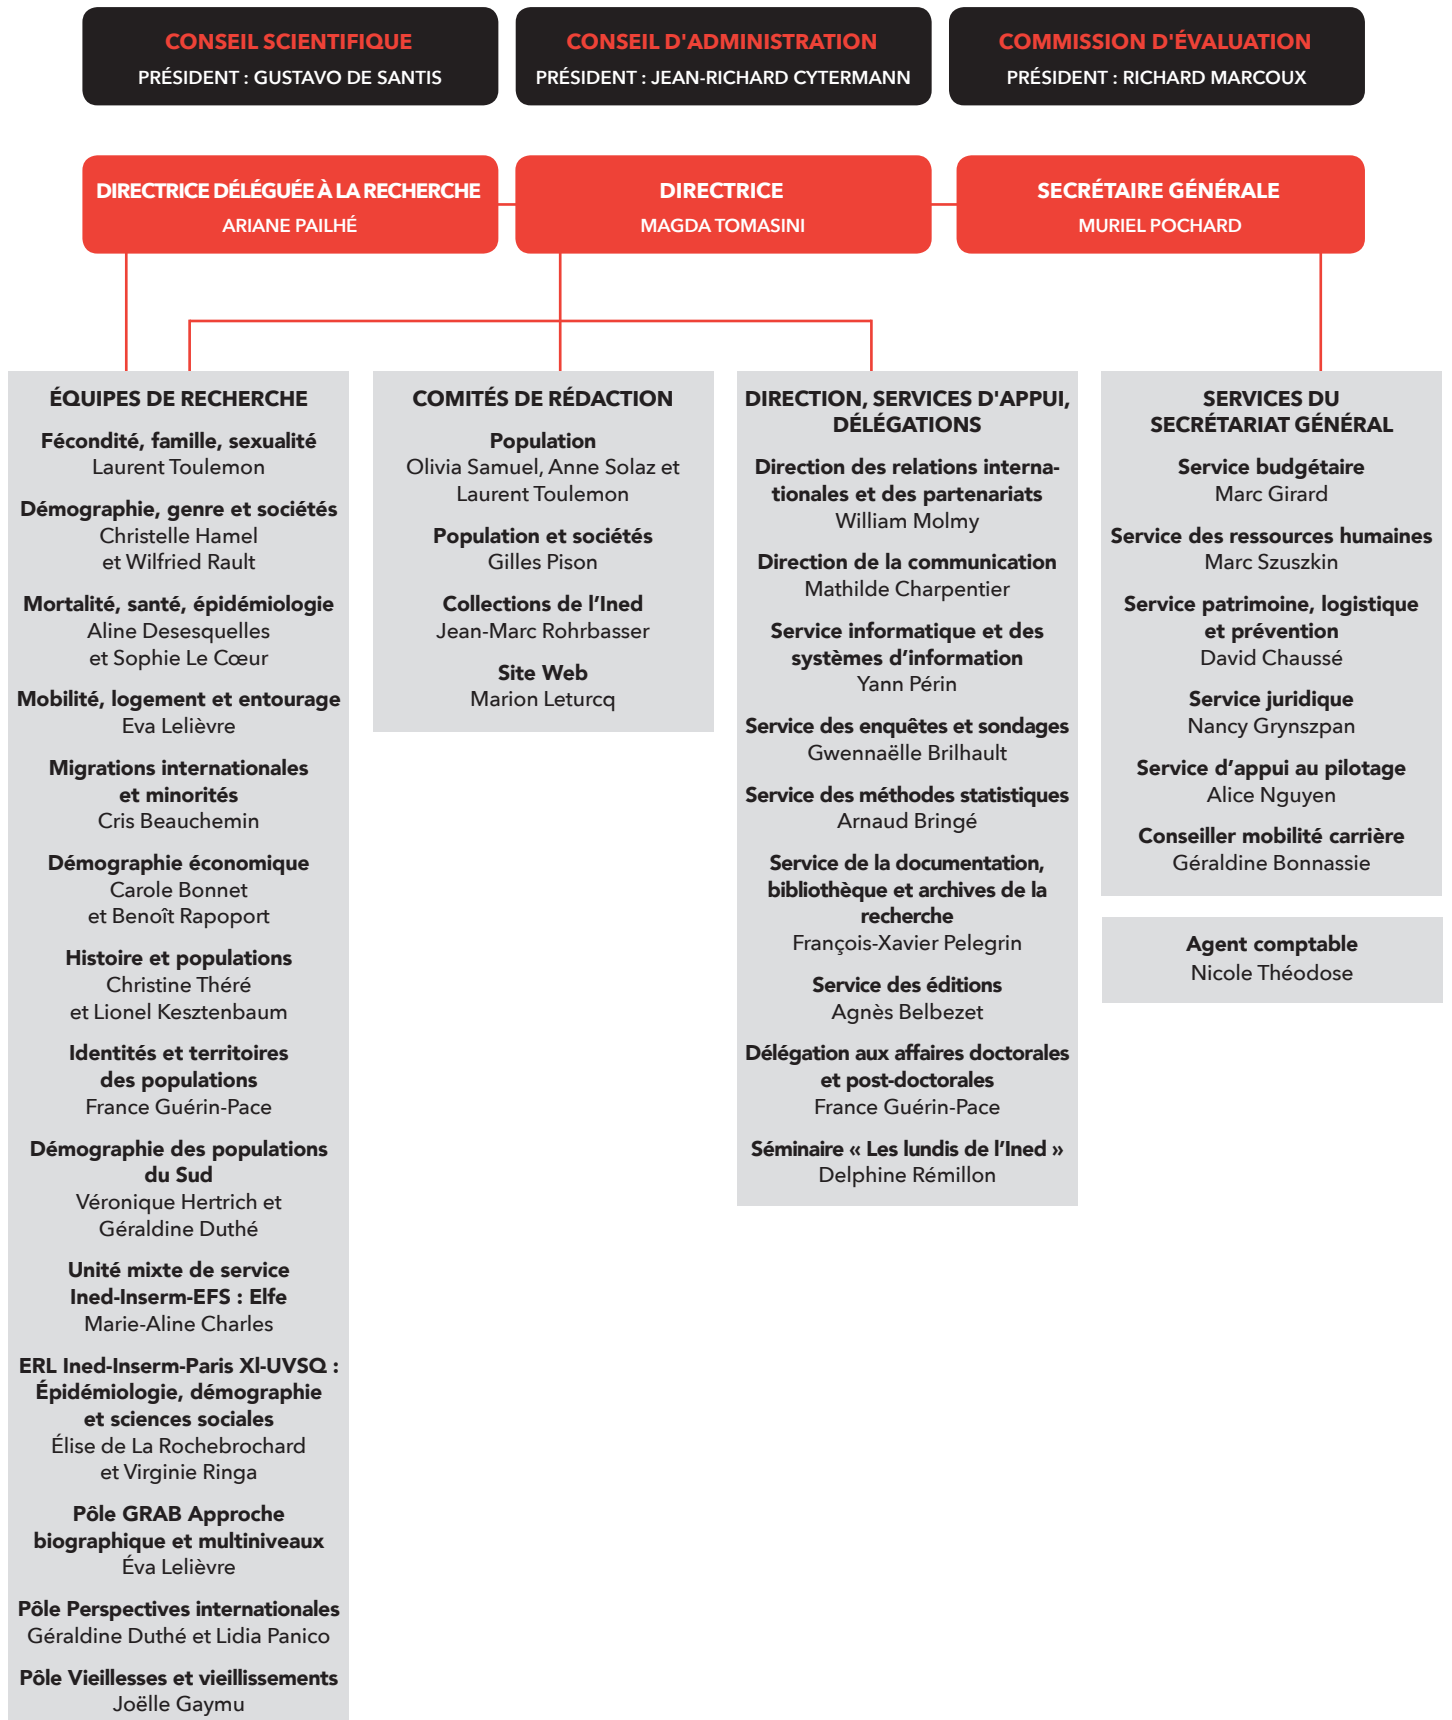 CONSEIL SCIENTIFIQUE
PRÉSIDENT : GUSTAVO DE SANTIS
CONSEIL D'ADMINISTRATION
PRÉSIDENT : JEAN-RICHARD CYTERMANN
COMMISSION D'ÉVALUATION
PRÉSIDENT : RICHARD MARCOUX
DIRECTRICE DÉLÉGUÉE À LA RECHERCHE
ARIANE PAILHÉ
DIRECTRICE
MAGDA TOMASINI
SECRÉTAIRE GÉNÉRALE
MURIEL POCHARD
ÉQUIPES DE RECHERCHE
Fécondité, famille, sexualité
Laurent Toulemon
Démographie, genre et sociétés
Christelle Hamel
et Wilfried Rault
Mortalité, santé, épidémiologie
Aline Desesquelles
et Sophie Le Cœur
Mobilité, logement et entourage
Eva Lelièvre
Migrations internationales
et minorités
Cris Beauchemin
Démographie économique
Carole Bonnet
et Benoît Rapoport
Histoire et populations
Christine Théré
et Lionel Kesztenbaum
Identités et territoires
des populations
France Guérin-Pace
Démographie des populations
du Sud
Véronique Hertrich et
Géraldine Duthé
Unité mixte de service
Ined-Inserm-EFS : Elfe
Marie-Aline Charles
ERL Ined-Inserm-Paris Xl-UVSQ :
Épidémiologie, démographie
et sciences sociales
Élise de La Rochebrochard
et Virginie Ringa
Pôle GRAB Approche
biographique et multiniveaux
Éva Lelièvre
Pôle Perspectives internationales
Géraldine Duthé et Lidia Panico
Pôle Vieillesses et vieillissements
Joëlle Gaymu
COMITÉS DE RÉDACTION
Population
Olivia Samuel, Anne Solaz et
Laurent Toulemon
Population et sociétés
Gilles Pison
Collections de l’Ined
Jean-Marc Rohrbasser
Site Web
Marion Leturcq
DIRECTION, SERVICES D'APPUI,
DÉLÉGATIONS
Direction des relations interna-
tionales et des partenariats
William Molmy
Direction de la communication
Mathilde Charpentier
Service informatique et des
systèmes d’information
Yann Périn
Service des enquêtes et sondages
Gwennaëlle Brilhault
Service des méthodes statistiques
Arnaud Bringé
Service de la documentation,
bibliothèque et archives de la
recherche
François-Xavier Pelegrin
Service des éditions
Agnès Belbezet
Délégation aux affaires doctorales
et post-doctorales
France Guérin-Pace
Séminaire « Les lundis de l’Ined »
Delphine Rémillon
SERVICES DU
SECRÉTARIAT GÉNÉRAL
Service budgétaire
Marc Girard
Service des ressources humaines
Marc Szuszkin
Service patrimoine, logistique
et prévention
David Chaussé
Service juridique
Nancy Grynszpan
Service d’appui au pilotage
Alice Nguyen
Conseiller mobilité carrière
Géraldine Bonnassie
Agent comptable
Nicole Théodose